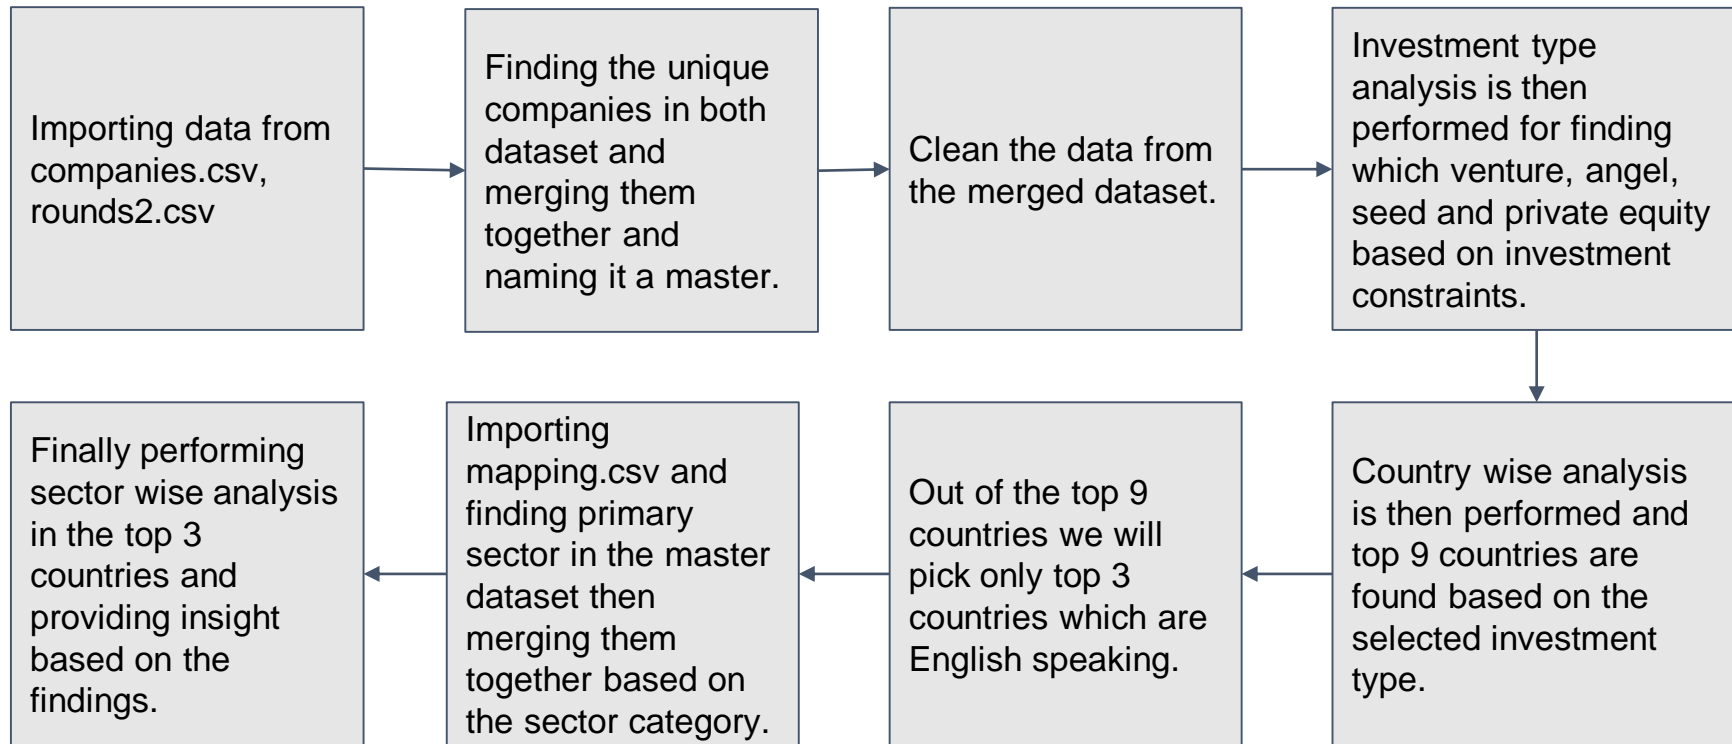 Importing data from
companies.csv,
rounds2.csv
Finding the unique
companies in both
dataset and
merging them
together and
naming it a master.
Clean the data from
the merged dataset.
Investment type
analysis is then
performed for finding
which venture, angel,
seed and private equity
based on investment
constraints.
Country wise analysis
is then performed and
top 9 countries are
found based on the
selected investment
type.
Out of the top 9
countries we will
pick only top 3
countries which are
English speaking.
Importing
mapping.csv and
finding primary
sector in the master
dataset then
merging them
together based on
the sector category.
Finally performing
sector wise analysis
in the top 3
countries and
providing insight
based on the
findings.